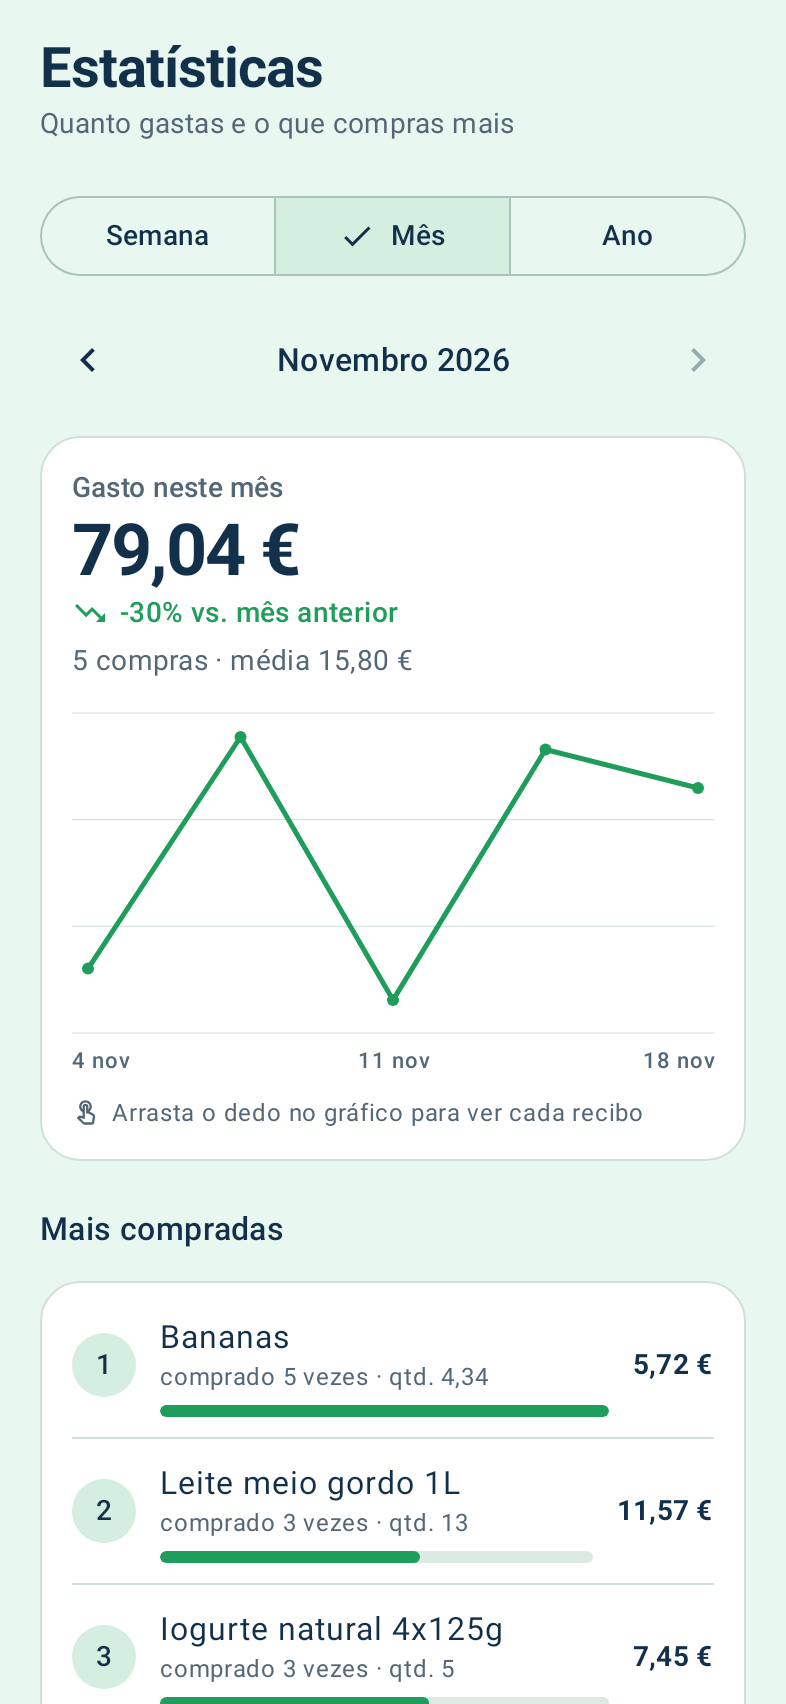 Estatísticas
Quanto gastas e o que compras mais
Semana
Mês
Ano
Novembro 2026
Gasto neste mês
79,04 €
-30% vs. mês anterior
5 compras · média 15,80 €
4 nov
11 nov
18 nov
Arrasta o dedo no gráfico para ver cada recibo
Mais compradas
1
Bananas
comprado 5 vezes · qtd. 4,34
5,72 €
2
Leite meio gordo 1L
comprado 3 vezes · qtd. 13
11,57 €
3
Iogurte natural 4x125g
comprado 3 vezes · qtd. 5
7,45 €